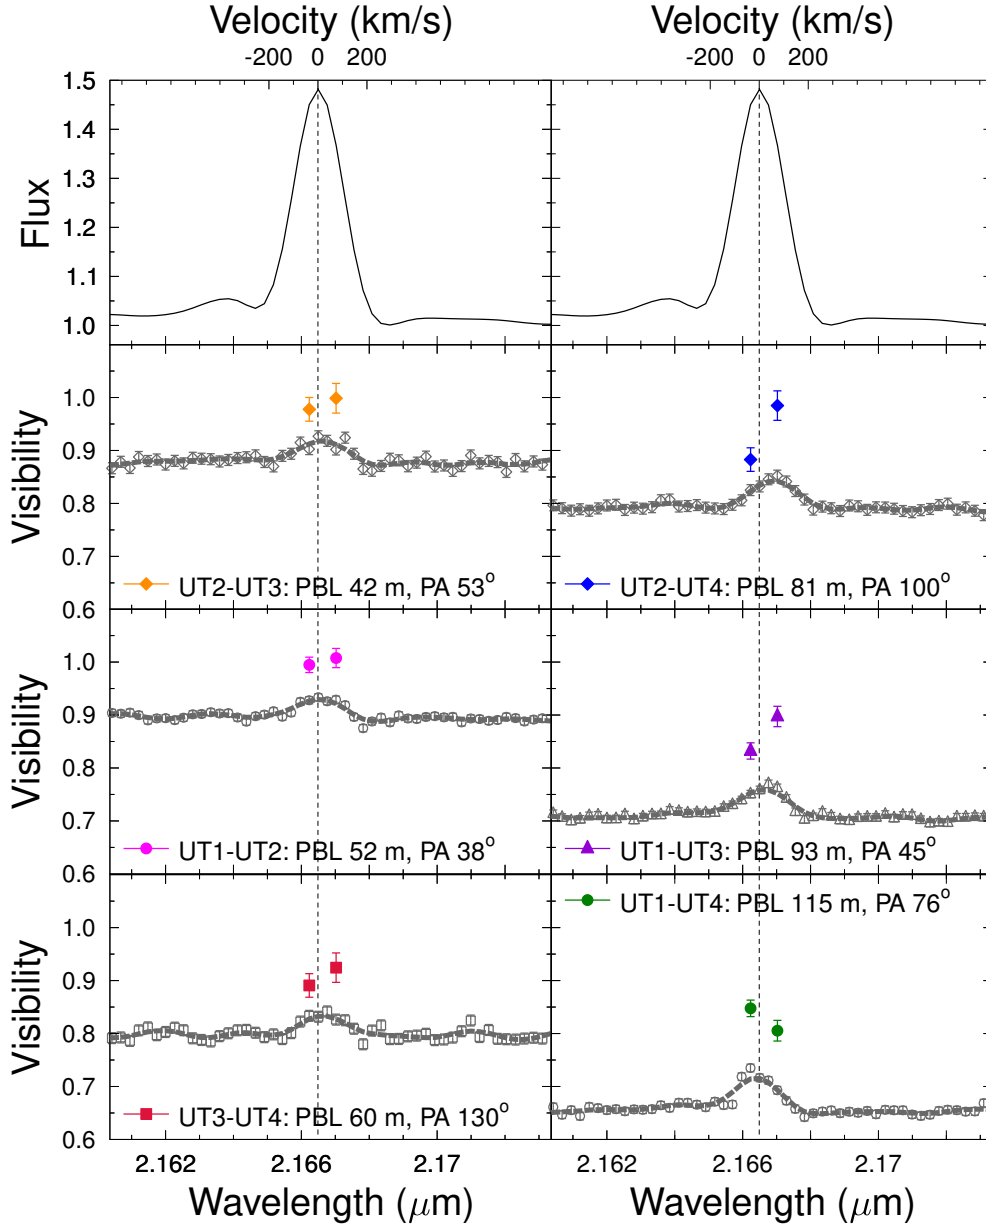 Velocity (km/s)
Velocity (km/s)
-200 0 200
-200 0 200
1.5
1.4
1.3
1.2
1.1
1.0
Flux
1.0
0.9
0.8
0.7
0.6
Visibility
UT2-UT3: PBL 42 m, PA 53°
UT2-UT4: PBL 81 m, PA 100°
1.0
0.9
0.8
0.7
0.6
Visibility
UT1-UT2: PBL 52 m, PA 38°
UT1-UT3: PBL 93 m, PA 45°
1.0
0.9
0.8
0.7
0.6
Visibility
UT3-UT4: PBL 60 m, PA 130°
UT1-UT4: PBL 115 m, PA 76°
2.162 2.166 2.17
2.162 2.166 2.17
Wavelength (μm)
Wavelength (μm)